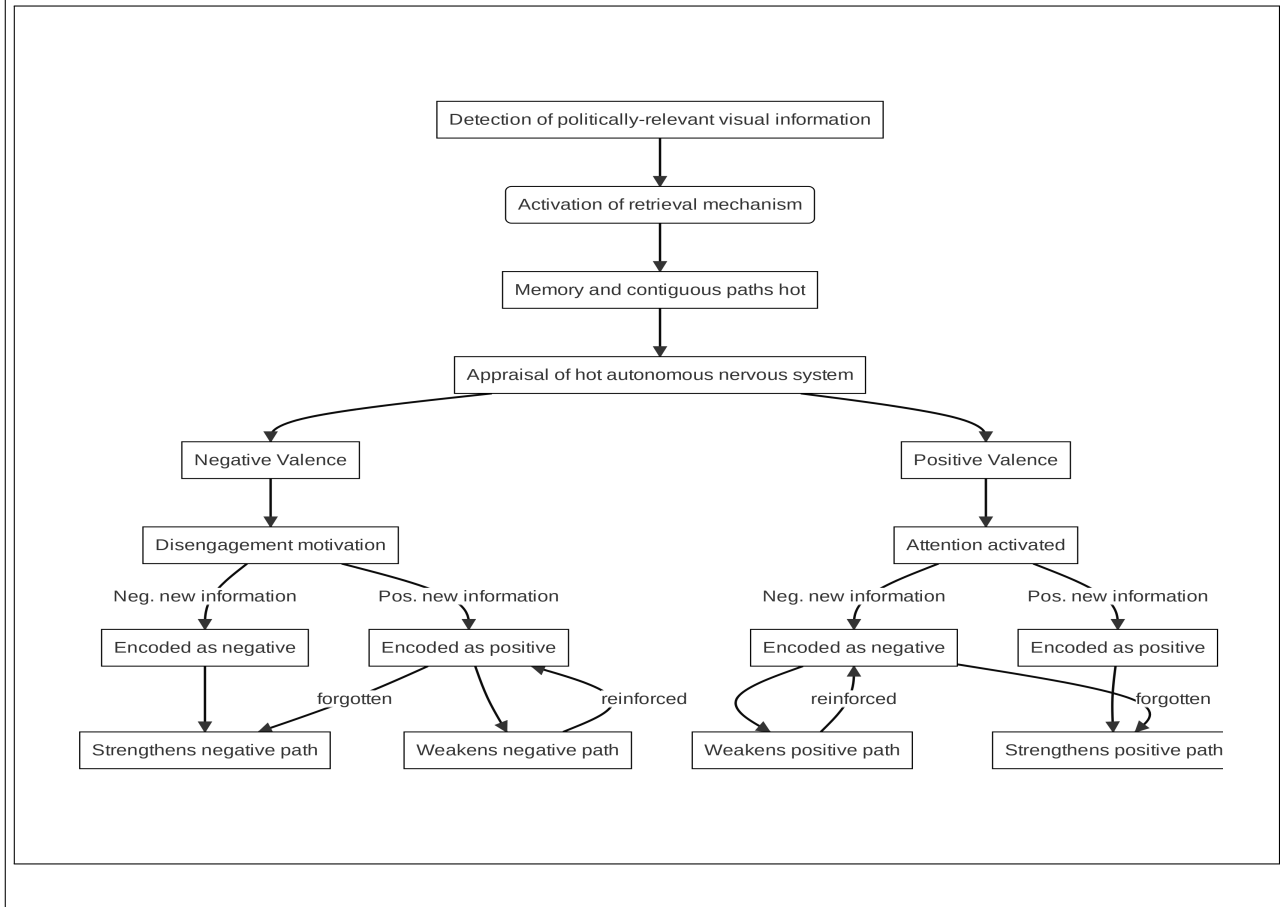 Detection of politically-relevant visual information
Activation of retrieval mechanism
Memory and contiguous paths hot
Appraisal of hot autonomous nervous system
Negative Valence
Positive Valence
Disengagement motivation
Attention activated
Neg. new information
Pos. new information
Neg. new information
Pos. new information
Encoded as negative
Encoded as positive
Encoded as negative
Encoded as positive
forgotten
reinforced
reinforced
forgotten
Strengthens negative path
Weakens negative path
Weakens positive path
Strengthens positive path